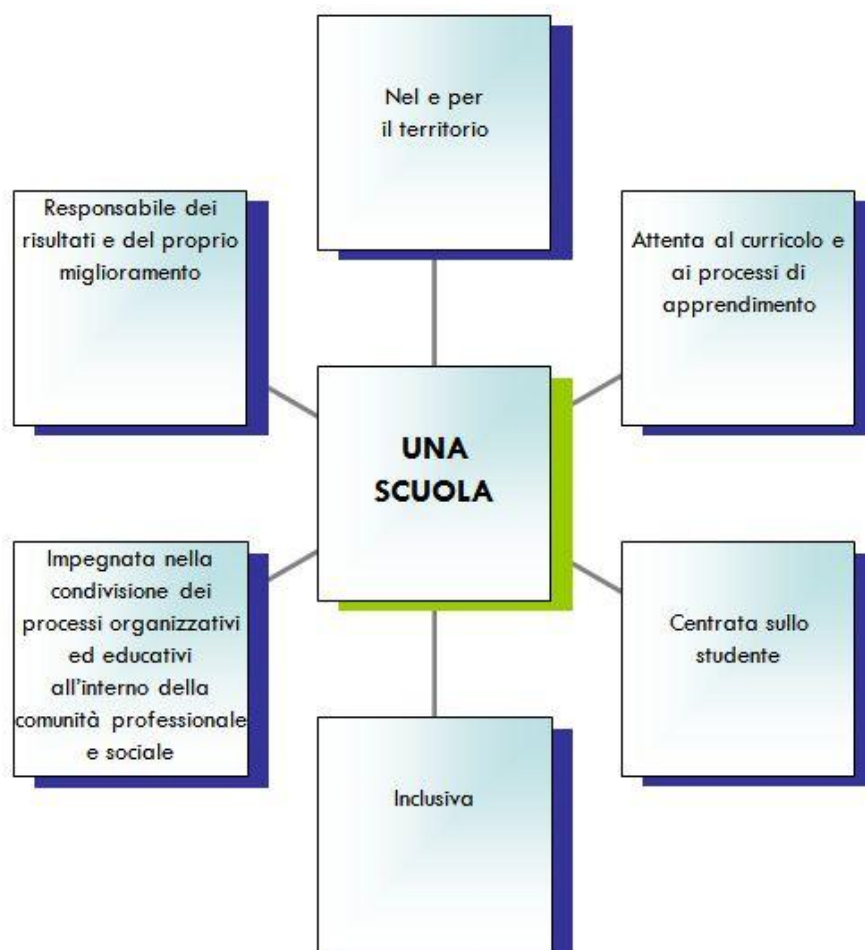 Nel e per
il territorio
Responsabile dei
risultati e del proprio
miglioramento
Attenta al curricolo e
ai processi di
apprendimento
UNA
SCUOLA
Impegnata nella
condivisione dei
processi organizzativi
ed educativi
all'interno della
comunità professionale
e sociale
Centrata sullo
studente
Inclusiva